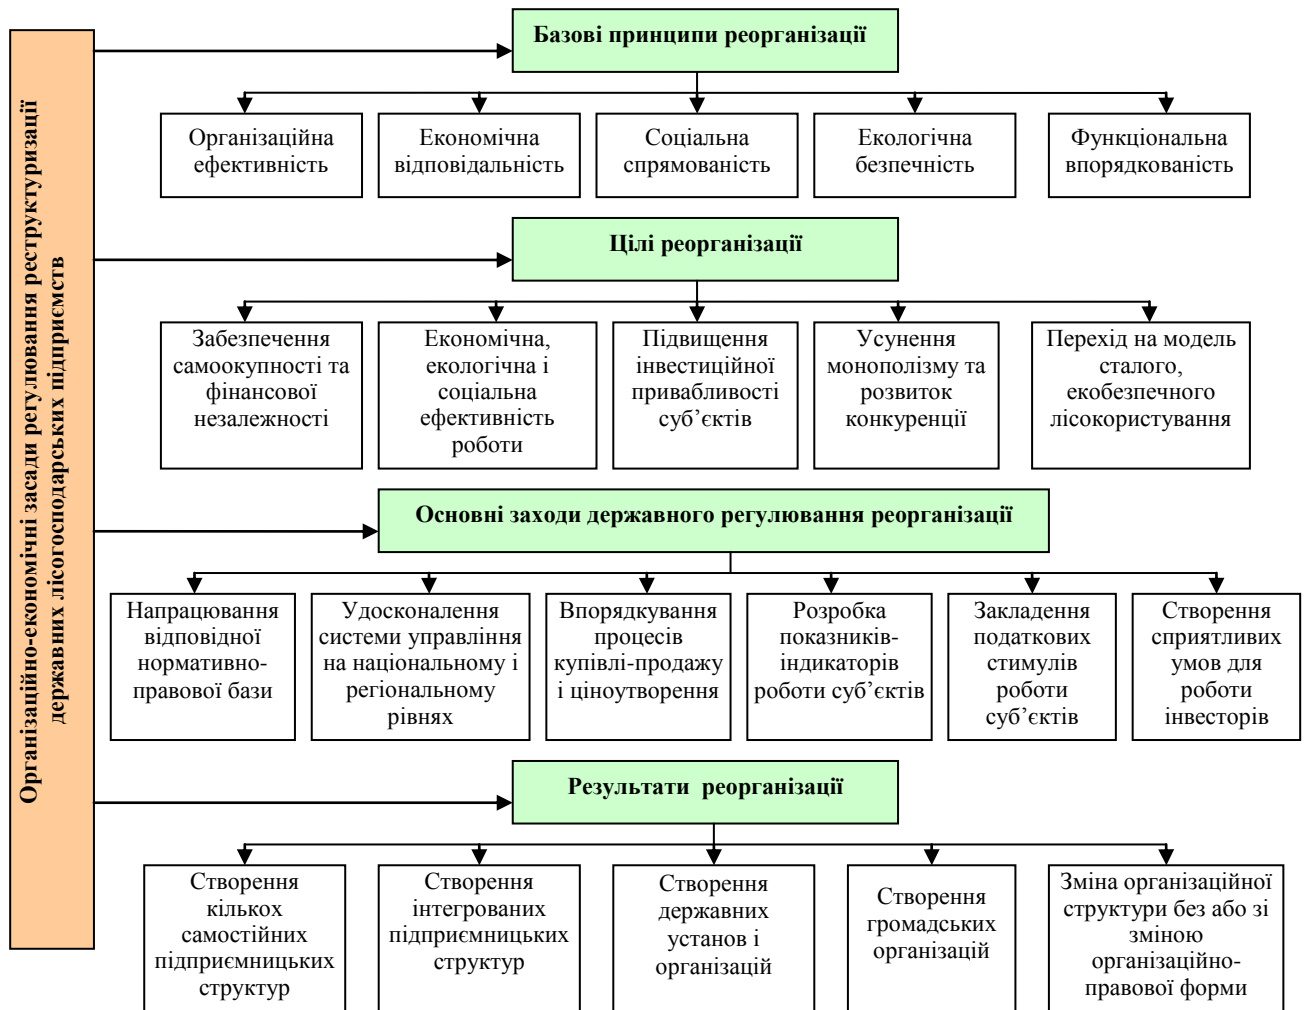 Організаційно-економічні засади регулювання реструктуризації
державних лісогосподарських підприємств
Базові принципи реорганізації
Організаційна
ефективність
Економічна
відповідальність
Соціальна
спрямованість
Екологічна
безпечність
Функціональна
впорядкованість
Цілі реорганізації
Забезпечення
самоокупності та
фінансової
незалежності
Економічна,
екологічна і
соціальна
ефективність
роботи
Підвищення
інвестиційної
привабливості
суб’єктів
Усунення
монополізму та
розвиток
конкуренції
Перехід на модель
сталого,
екобезпечного
лісокористування
Основні заходи державного регулювання реорганізації
Напрацювання
відповідної
нормативно-
правової бази
Удосконалення
системи управління
на національному і
регіональному
рівнях
Впорядкування
процесів
купівлі-продажу
і ціноутворення
Розробка
показників-
індикаторів
роботи суб’єктів
Закладення
податкових
стимулів
роботи
суб’єктів
Створення
сприятливих
умов для
роботи
інвесторів
Результати реорганізації
Створення
кількох
самостійних
підприємницьких
структур
Створення
інтегрованих
підприємницьких
структур
Створення
державних
установ і
організацій
Створення
громадських
організацій
Зміна організаційної
структури без або зі
зміною
організаційно-
правової форми